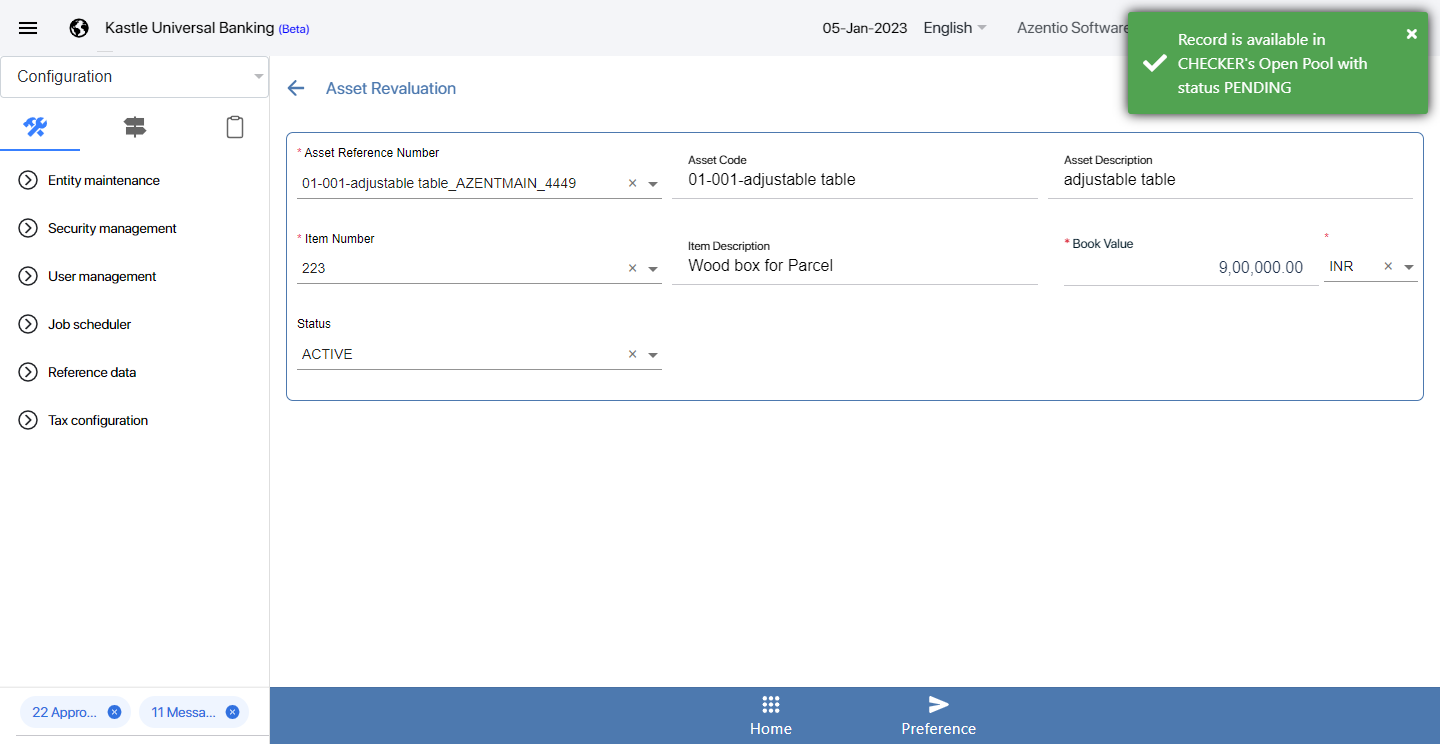 Kastle Universal Banking (Beta)
05-Jan-2023
English
Azentio Software
Record is available in
CHECKER's Open Pool with
status PENDING
Configuration
Entity maintenance
Security management
User management
Job scheduler
Reference data
Tax configuration
22 Appro...
11 Messa...
Asset Revaluation
* Asset Reference Number
01-001-adjustable table_AZENTMAIN_4449
Asset Code
01-001-adjustable table
Asset Description
adjustable table
* Item Number
223
Item Description
Wood box for Parcel
* Book Value
9,00,000.00
*
INR
Status
ACTIVE
Home
Preference